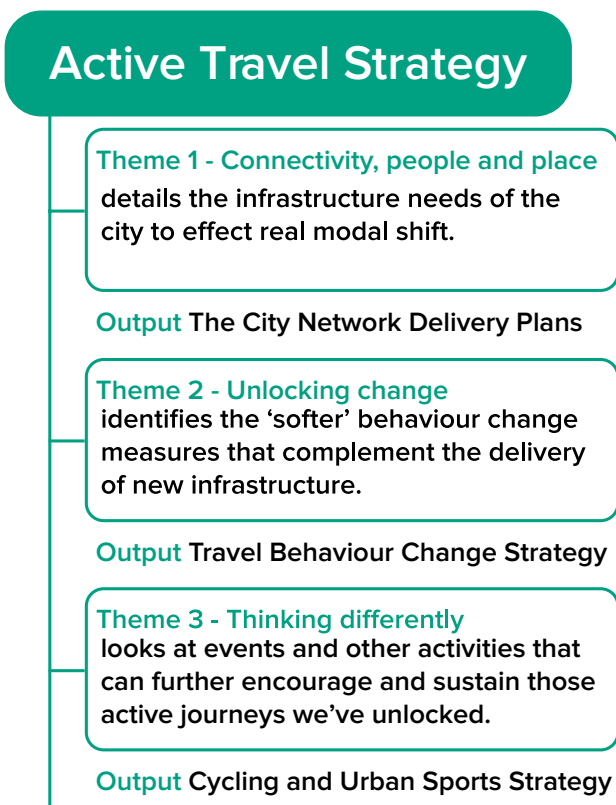 Active Travel Strategy
Theme 1 - Connectivity, people and place
details the infrastructure needs of the
city to effect real modal shift.
Output The City Network Delivery Plans
Theme 2 - Unlocking change
identifies the ‘softer’ behaviour change
measures that complement the delivery
of new infrastructure.
Output Travel Behaviour Change Strategy
Theme 3 - Thinking differently
looks at events and other activities that
can further encourage and sustain those
active journeys we’ve unlocked.
Output Cycling and Urban Sports Strategy